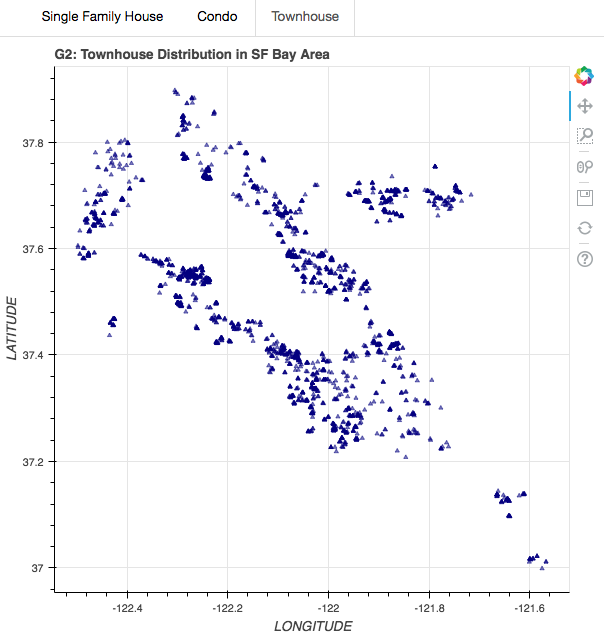 Single Family House Condo Townhouse
G2: Townhouse Distribution in SF Bay Area
37.8
37.6
37.4
37.2
37
LATITUDE
-122.4 -122.2 -122 -121.8 -121.6
LONGITUDE